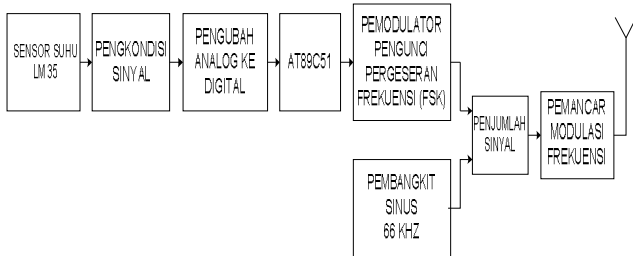 SENSOR SUHU
LM 35
PENGKONDISI
SINYAL
PENGUBAH
ANALOG KE
DIGITAL
AT89C51
PEMODULATOR
PENGUNCI
PERGESERAN
FREKUENSI (FSK)
PEMBANGKIT
SINUS
66 KHZ
PENJUMLAH
SINYAL
PEMANCAR
MODULASI
FREKUENSI